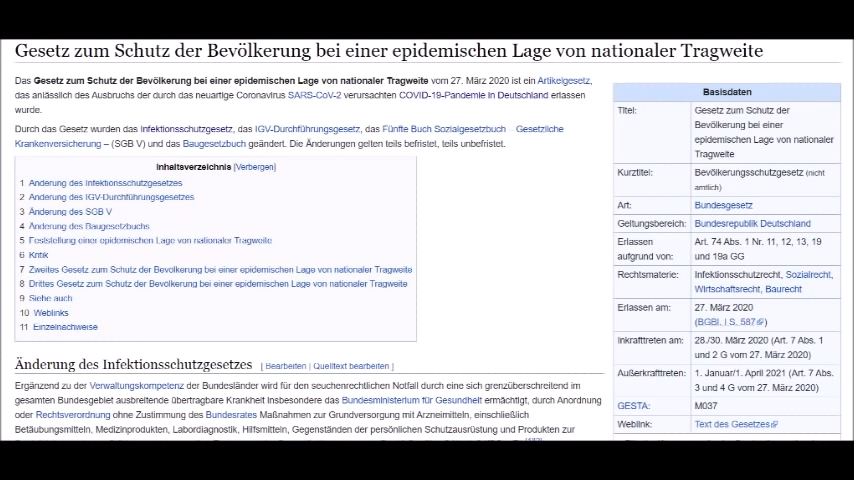 Gesetz zum Schutz der Bevölkerung bei einer epidemischen Lage von nationaler Tragweite
Das Gesetz zum Schutz der Bevölkerung bei einer epidemischen Lage von nationaler Tragweite vom 27. März 2020 ist ein Artikelgesetz,
das anlässlich des Ausbruchs der durch das neuartige Coronavirus SARS-CoV-2 verursachten COVID-19-Pandemie in Deutschland erlassen
wurde.
Durch das Gesetz wurden das Infektionsschutzgesetz, das IGV-Durchführungsgesetz, das Fünfte Buch Sozialgesetzbuch – Gesetzliche
Krankenversicherung – (SGB V) und das Baugesetzbuch geändert. Die Änderungen gelten teils befristet, teils unbefristet.
Inhaltsverzeichnis [Verbergen]
1 Änderung des Infektionsschutzgesetzes
2 Änderung des IGV-Durchführungsgesetzes
3 Änderung des SGB V
4 Änderung des Baugesetzbuchs
5 Feststellung einer epidemischen Lage von nationaler Tragweite
6 Kritik
7 Zweites Gesetz zum Schutz der Bevölkerung bei einer epidemischen Lage von nationaler Tragweite
8 Drittes Gesetz zum Schutz der Bevölkerung bei einer epidemischen Lage von nationaler Tragweite
9 Siehe auch
10 Weblinks
11 Einzelnachweise
Änderung des Infektionsschutzgesetzes [ Bearbeiten | Quelltext bearbeiten ]
Ergänzend zu der Verwaltungskompetenz der Bundesländer wird für den seuchenrechtlichen Notfall durch eine sich grenzüberschreitend im
gesamten Bundesgebiet ausbreitende übertragbare Krankheit insbesondere das Bundesministerium für Gesundheit ermächtigt, durch Anordnung
oder Rechtsverordnung ohne Zustimmung des Bundesrates Maßnahmen zur Grundversorgung mit Arzneimitteln, einschließlich
Betäubungsmitteln, Medizinprodukten, Labordiagnostik, Hilfsmitteln, Gegenständen der persönlichen Schutzausrüstung und Produkten zur
Basisdaten
Titel: Gesetz zum Schutz der
Bevölkerung bei einer
epidemischen Lage von nationaler
Tragweite
Kurztitel: Bevölkerungsschutzgesetz (nicht
amtlich)
Art: Bundesgesetz
Geltungsbereich: Bundesrepublik Deutschland
Erlassen Art. 74 Abs. 1 Nr. 11, 12, 13, 19
aufgrund von: und 19a GG
Rechtsmaterie: Infektionsschutzrecht, Sozialrecht,
Wirtschaftsrecht, Baurecht
Erlassen am: 27. März 2020
(BGBl. I S. 587)
Inkrafttreten am: 28./30. März 2020 (Art. 7 Abs. 1
und 2 G vom 27. März 2020)
Außerkrafttreten: 1. Januar/1. April 2021 (Art. 7 Abs.
3 und 4 G vom 27. März 2020)
GESTA: M037
Weblink: Text des Gesetzes